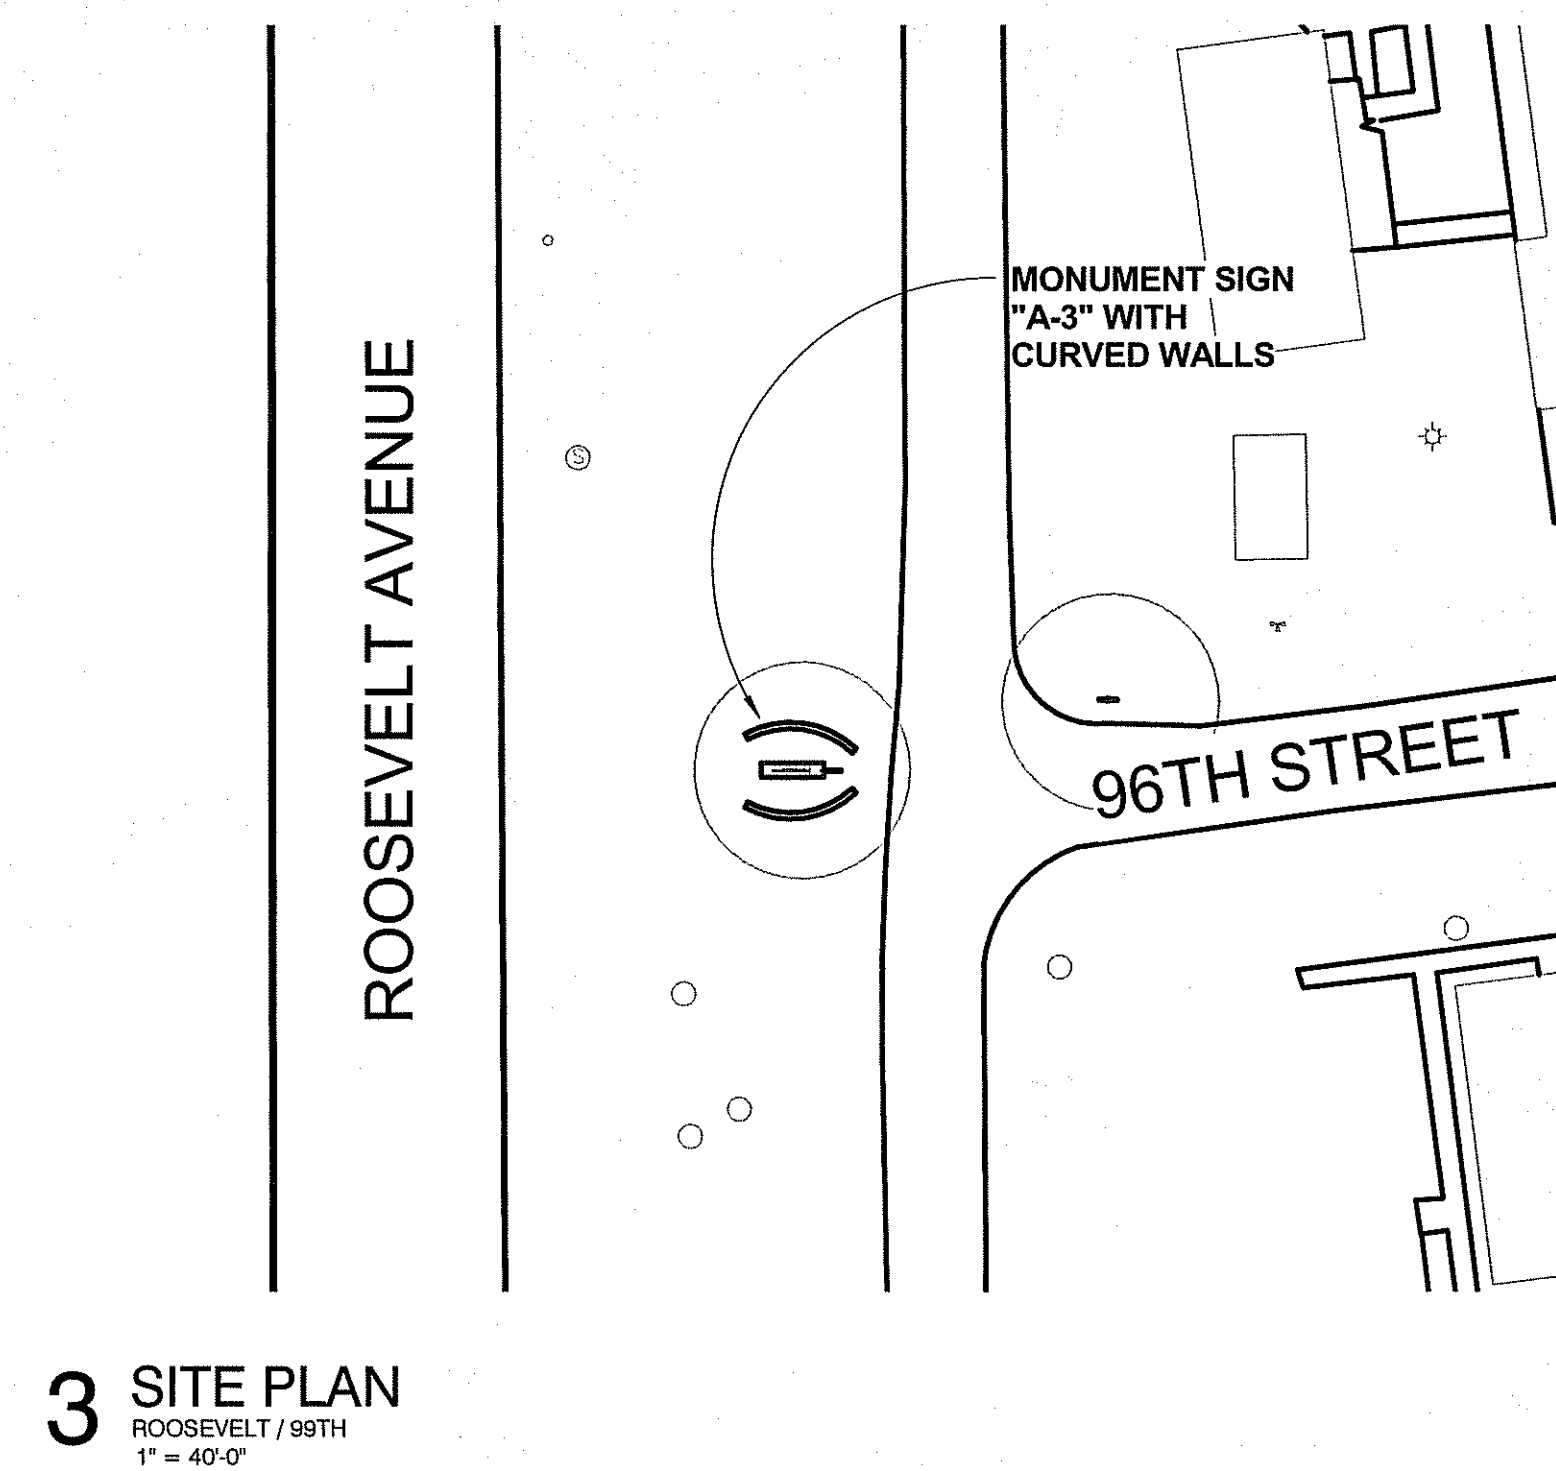 MONUMENT SIGN
"A-3" WITH
CURVED WALLS
ROOSEVELT AVENUE
S
96TH STREET
3 SITE PLAN
ROOSEVELT / 99TH
1" = 40'-0"